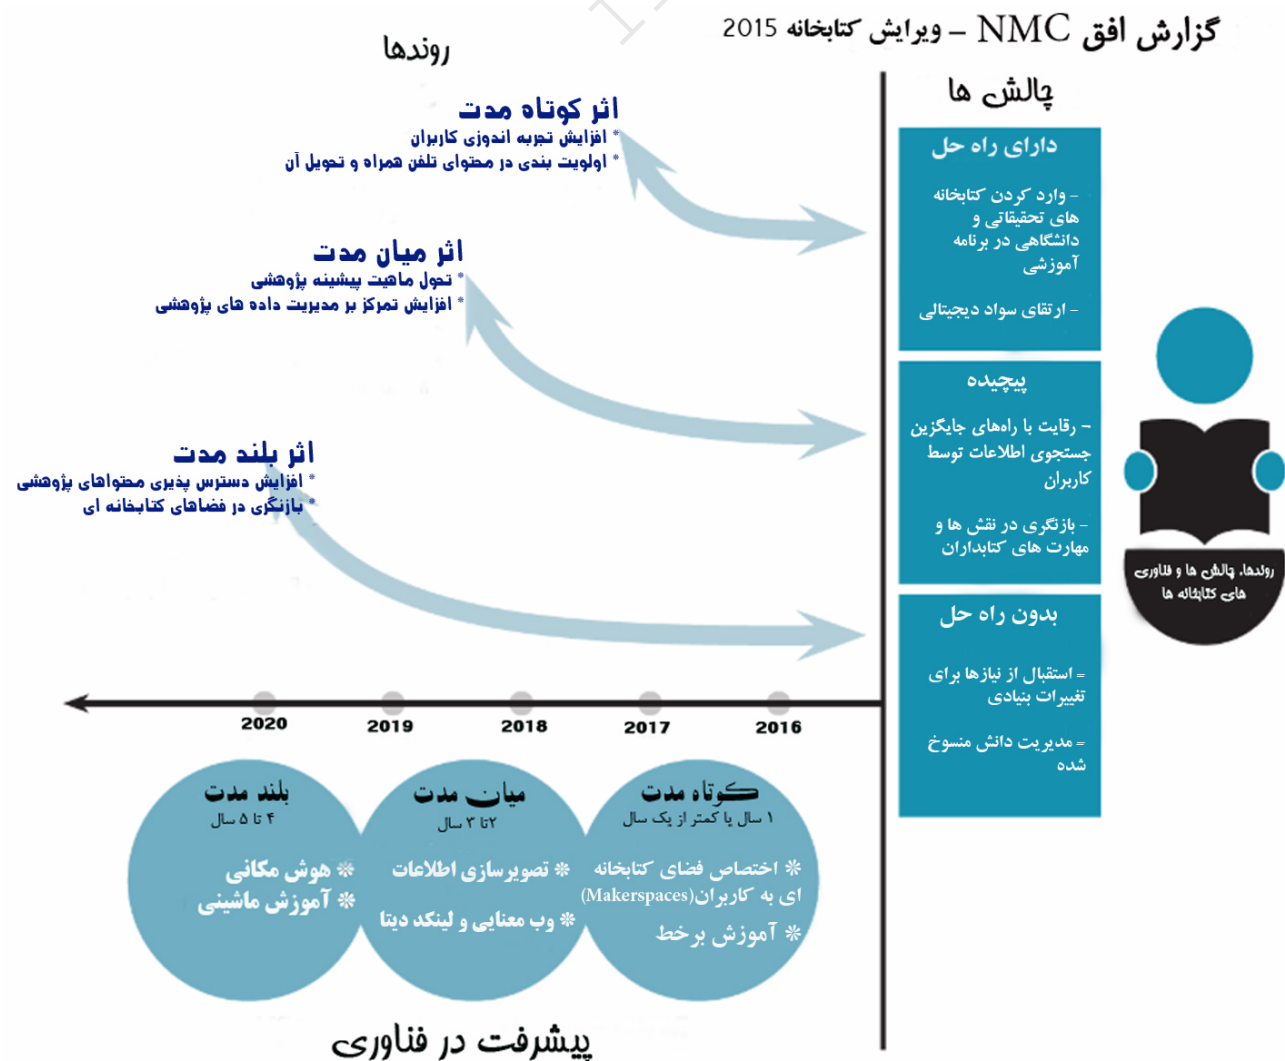 گزارش افق NMC – ویرایش کتابخانه 2015
چالش ها
دارای راه حل
- وارد کردن کتابخانه
های تحقیقاتی و
دانشگاهی در برنامه
آموزشی
- ارتقای سواد دیجیتالی
پیچیده
- رقابت با راه‌های جایگزین
جستجوی اطلاعات توسط
کاربران
- بازنگری در نقش ها و
مهارت های کتابداران
بدون راه حل
= استقبال از نیازها برای
تغییرات بنیادی
= مدیریت دانش منسوخ
شده
روندها، چالش ها و فناوری
های کتابخانه ها
روندها
اثر کوتاه مدت
* افزایش تجربه اندوزی کاربران
* اولویت بندی در محتوای تلفن همراه و تحویل آن
اثر میان مدت
* تحول ماهیت پیشینه پژوهشی
* افزایش تمرکز بر مدیریت داده های پژوهشی
اثر بلند مدت
* افزایش دسترس پذیری محتواهای پژوهشی
* بازنگری در فضاهای کتابخانه ای
2016
2017
2018
2019
2020
کوتاه مدت
۱ سال یا کمتر از یک سال
❊ اختصاص فضای کتابخانه
ای به کاربران(Makerspaces)
❊ آموزش برخط
میان مدت
۲تا ۳ سال
❊ تصویرسازی اطلاعات
❊ وب معنایی و لینکد دیتا
بلند مدت
۴ تا ۵ سال
❊ هوش مکانی
❊ آموزش ماشینی
پیشرفت در فناوری